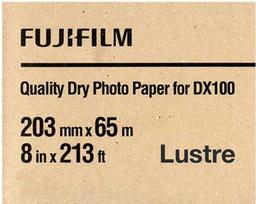 FUJIFILM
Quality Dry Photo Paper for DX100
203 mm x 65 m
8 in x 213 ft Lustre